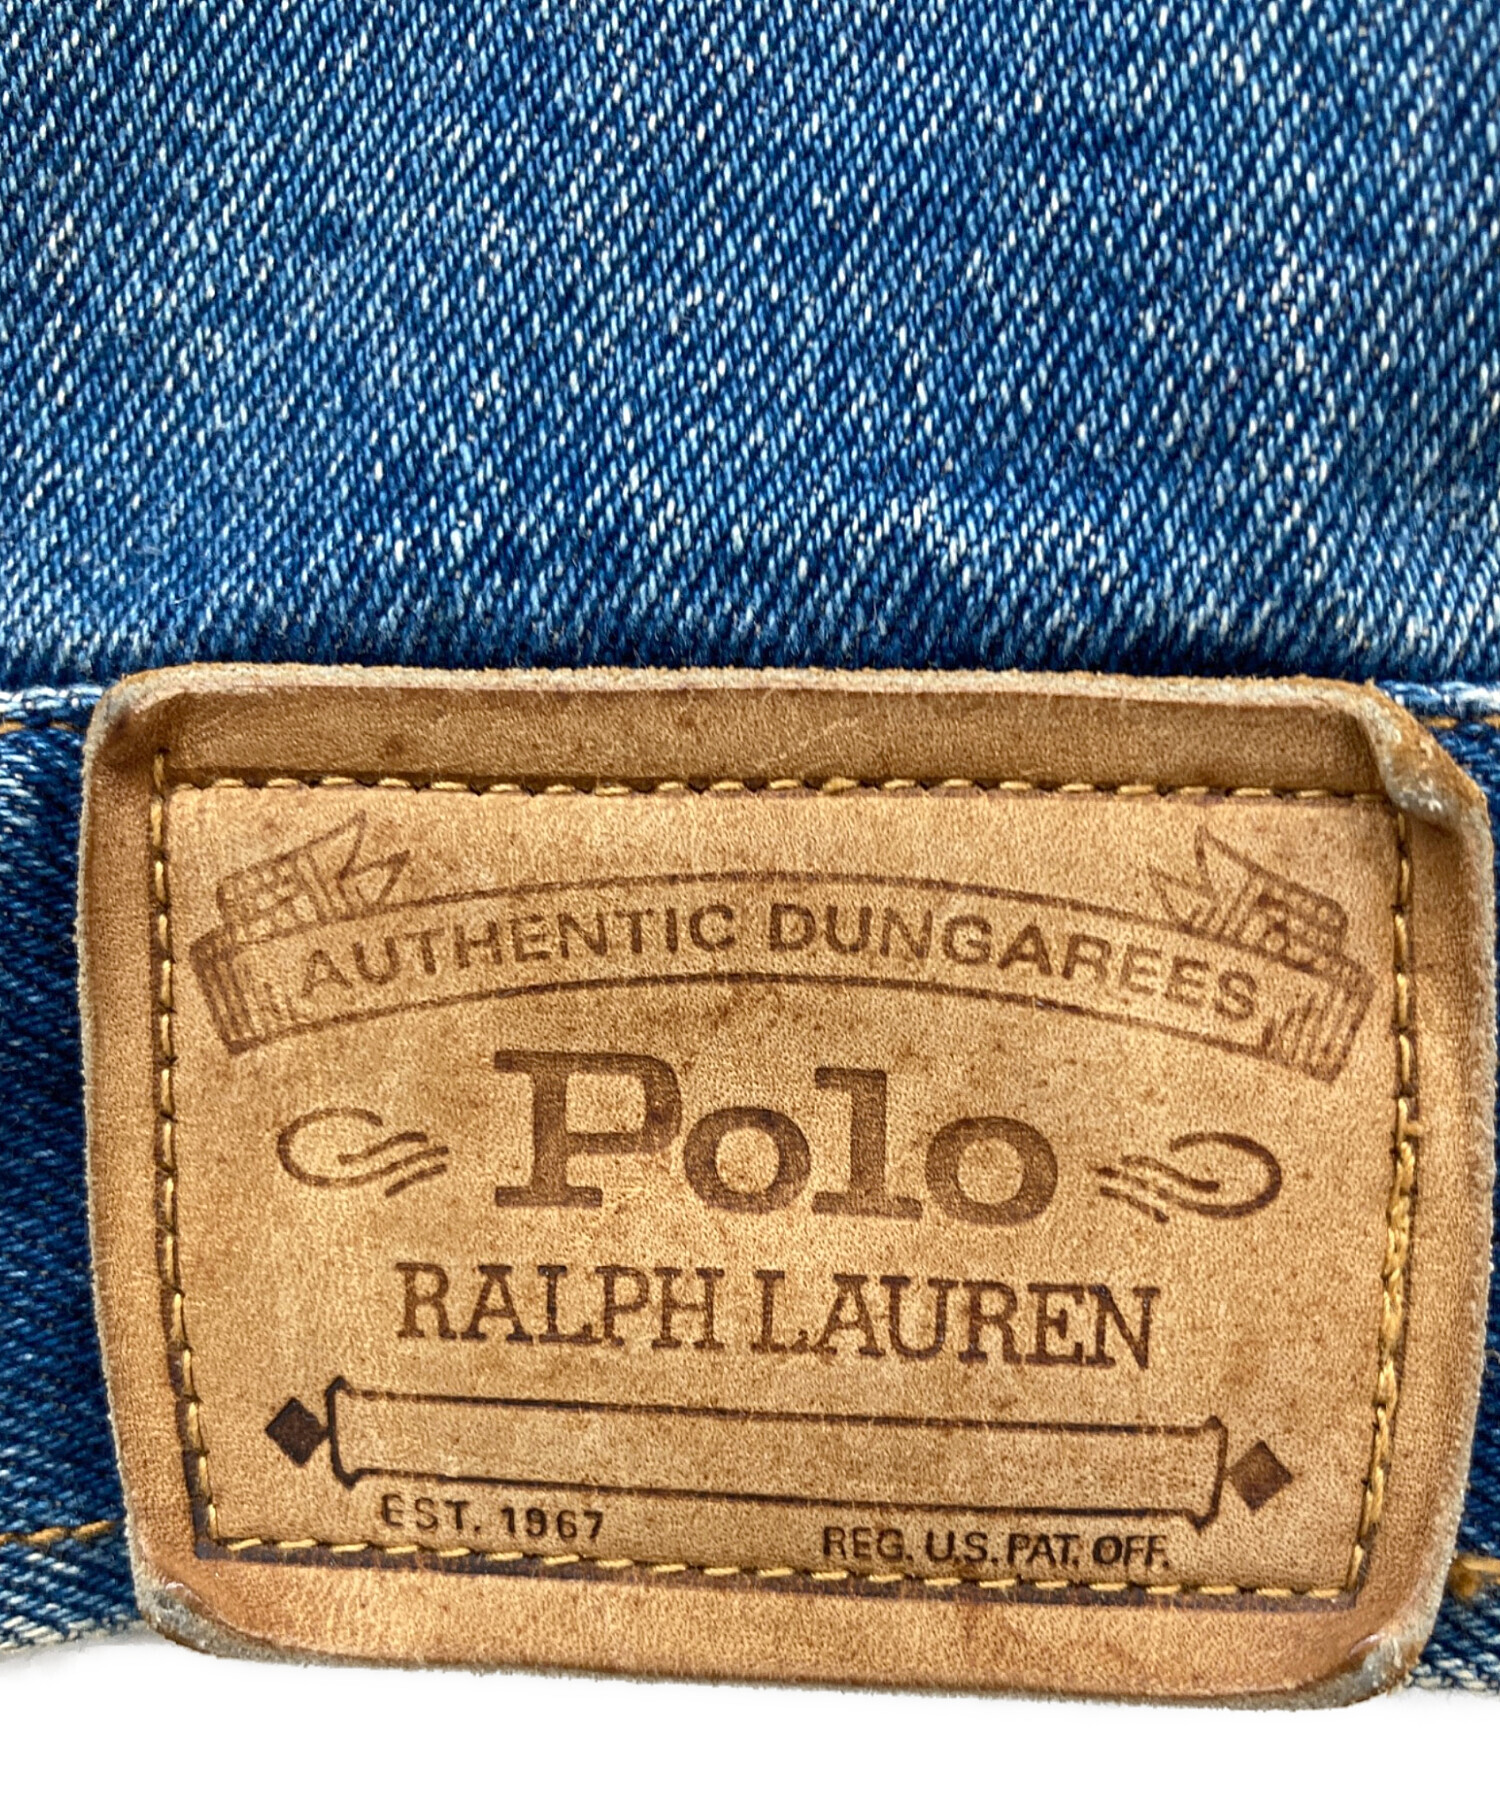 AUTHENTIC DUNGAREES
Polo
RALPH LAUREN
EST. 1967 REG. U.S. PAT. OFF.